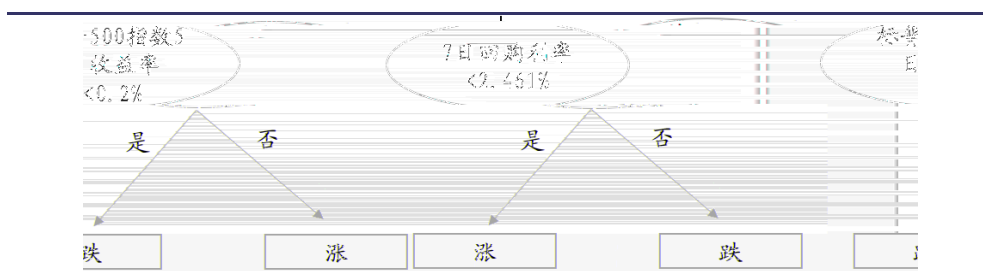 500指数5
收益率
<0.2%
7日回购利率
<2.461%
标
是
否
是
否
跌
涨
涨
跌